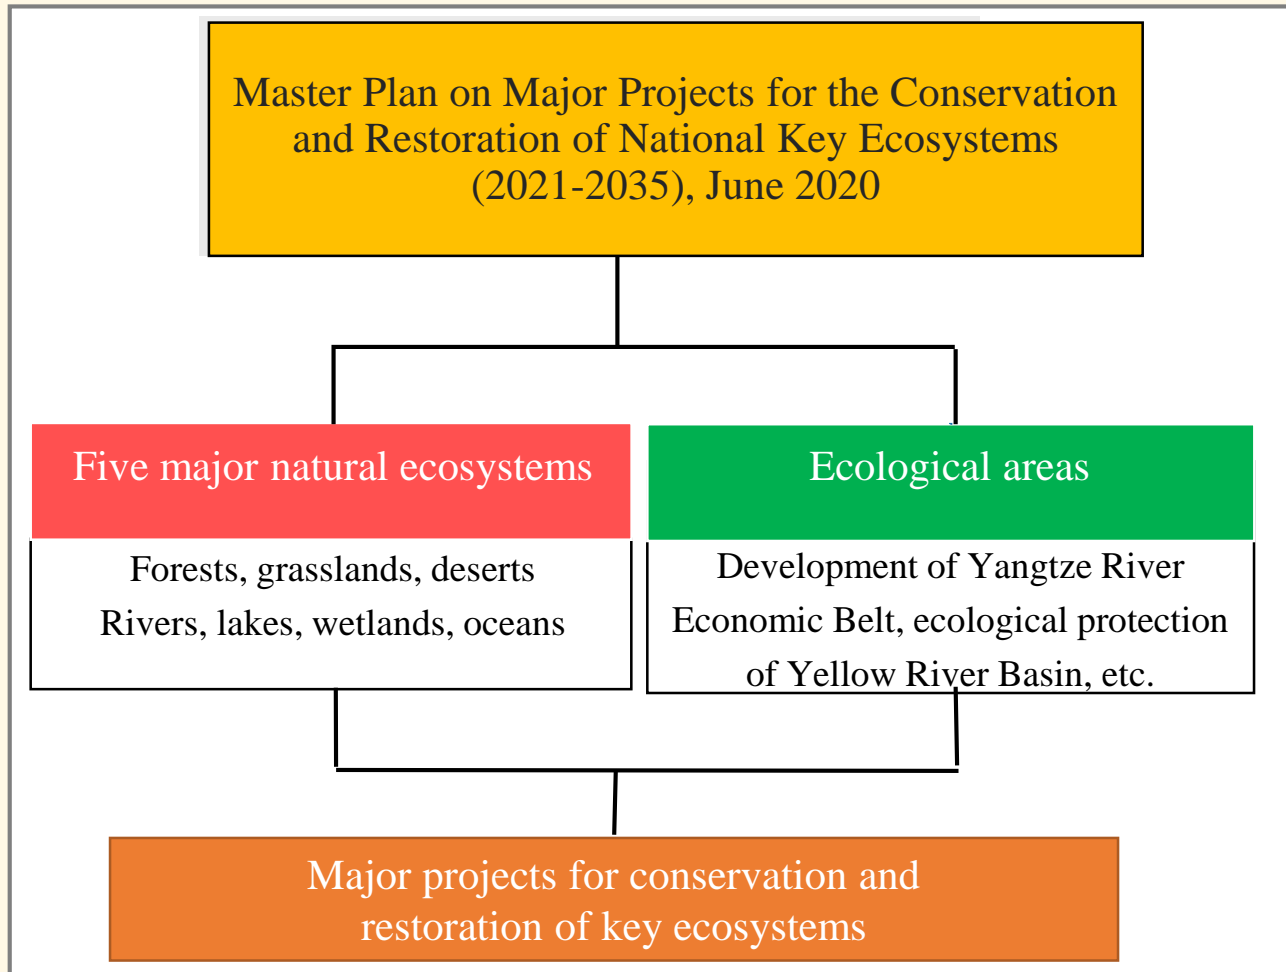 Master Plan on Major Projects for the Conservation
and Restoration of National Key Ecosystems
(2021-2035), June 2020
Five major natural ecosystems
Forests, grasslands, deserts
Rivers, lakes, wetlands, oceans
Ecological areas
Development of Yangtze River
Economic Belt, ecological protection
of Yellow River Basin, etc.
Major projects for conservation and
restoration of key ecosystems